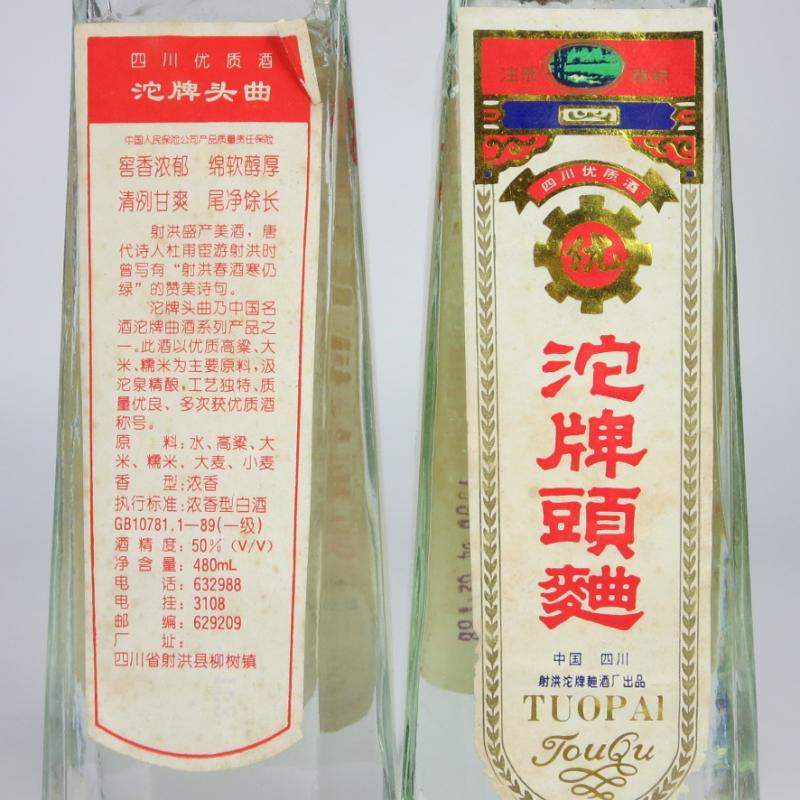 四川优质酒
沱牌头曲
中国人民保险公司产品质量责任保险
窖香浓郁 绵软醇厚
清冽甘爽 尾净馀长
射洪盛产美酒，唐
代诗人杜甫宦游射洪时
曾写有“射洪春酒寒仍
绿”的赞美诗句。
沱牌头曲乃中国名
酒沱牌曲酒系列产品之
一。此酒以优质高粱、大
米、糯米为主要原料，汲
沱泉精酿，工艺独特、质
量优良、多次获优质酒
称号。
原 料：水、高粱、大
米、糯米、大麦、小麦
香 型：浓香
执行标准：浓香型白酒
GB10781.1—89(一级)
酒精度：50%（V/V）
净含量：480mL
电 话：632988
电 挂：3108
邮 编：629209
厂 址：
四川省射洪县柳树镇
注册 商标
四川优质酒
优
沱牌頭麯
中国 四川
射洪沱牌麯酒厂出品
TUOPAI
TouQu